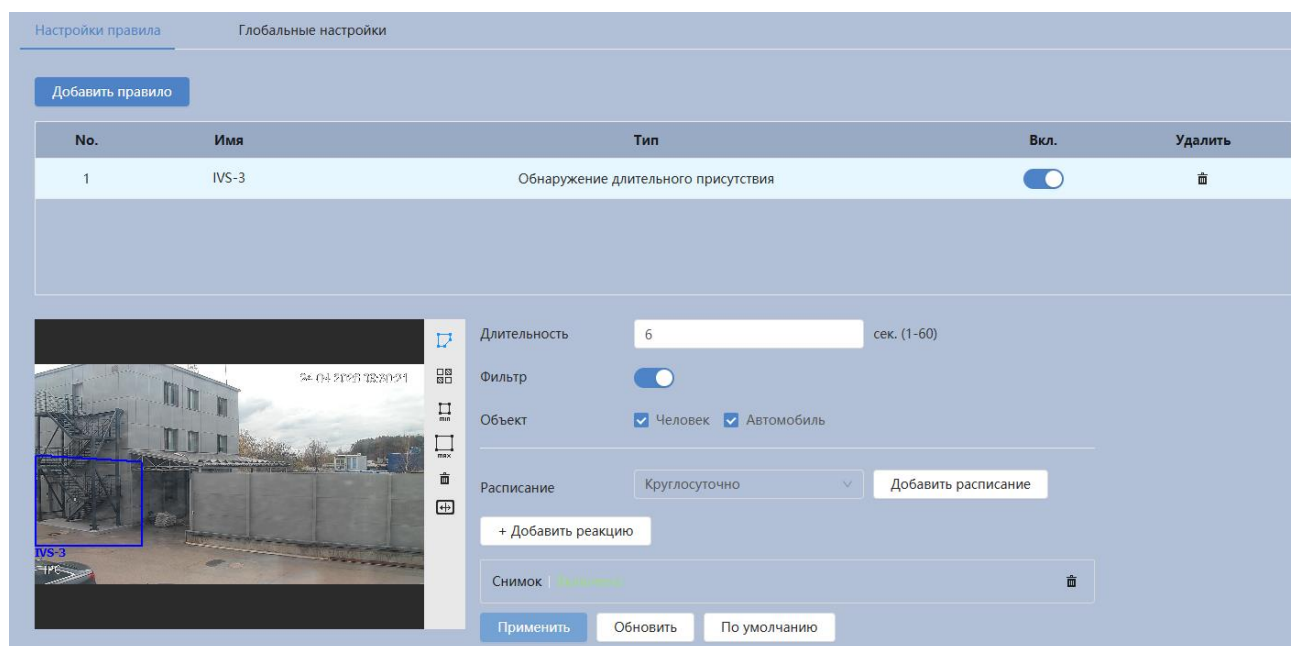 Настройки правила Глобальные настройки
Добавить правило
No. Имя Тип Вкл. Удалить
1 IVS-3 Обнаружение длительного присутствия
Длительность 6 сек. (1-60)
Фильтр
min
Объект Человек Автомобиль
max
Расписание Круглосуточно Добавить расписание
+ Добавить реакцию
IVS-3
IPC
Снимок
Применить Обновить По умолчанию